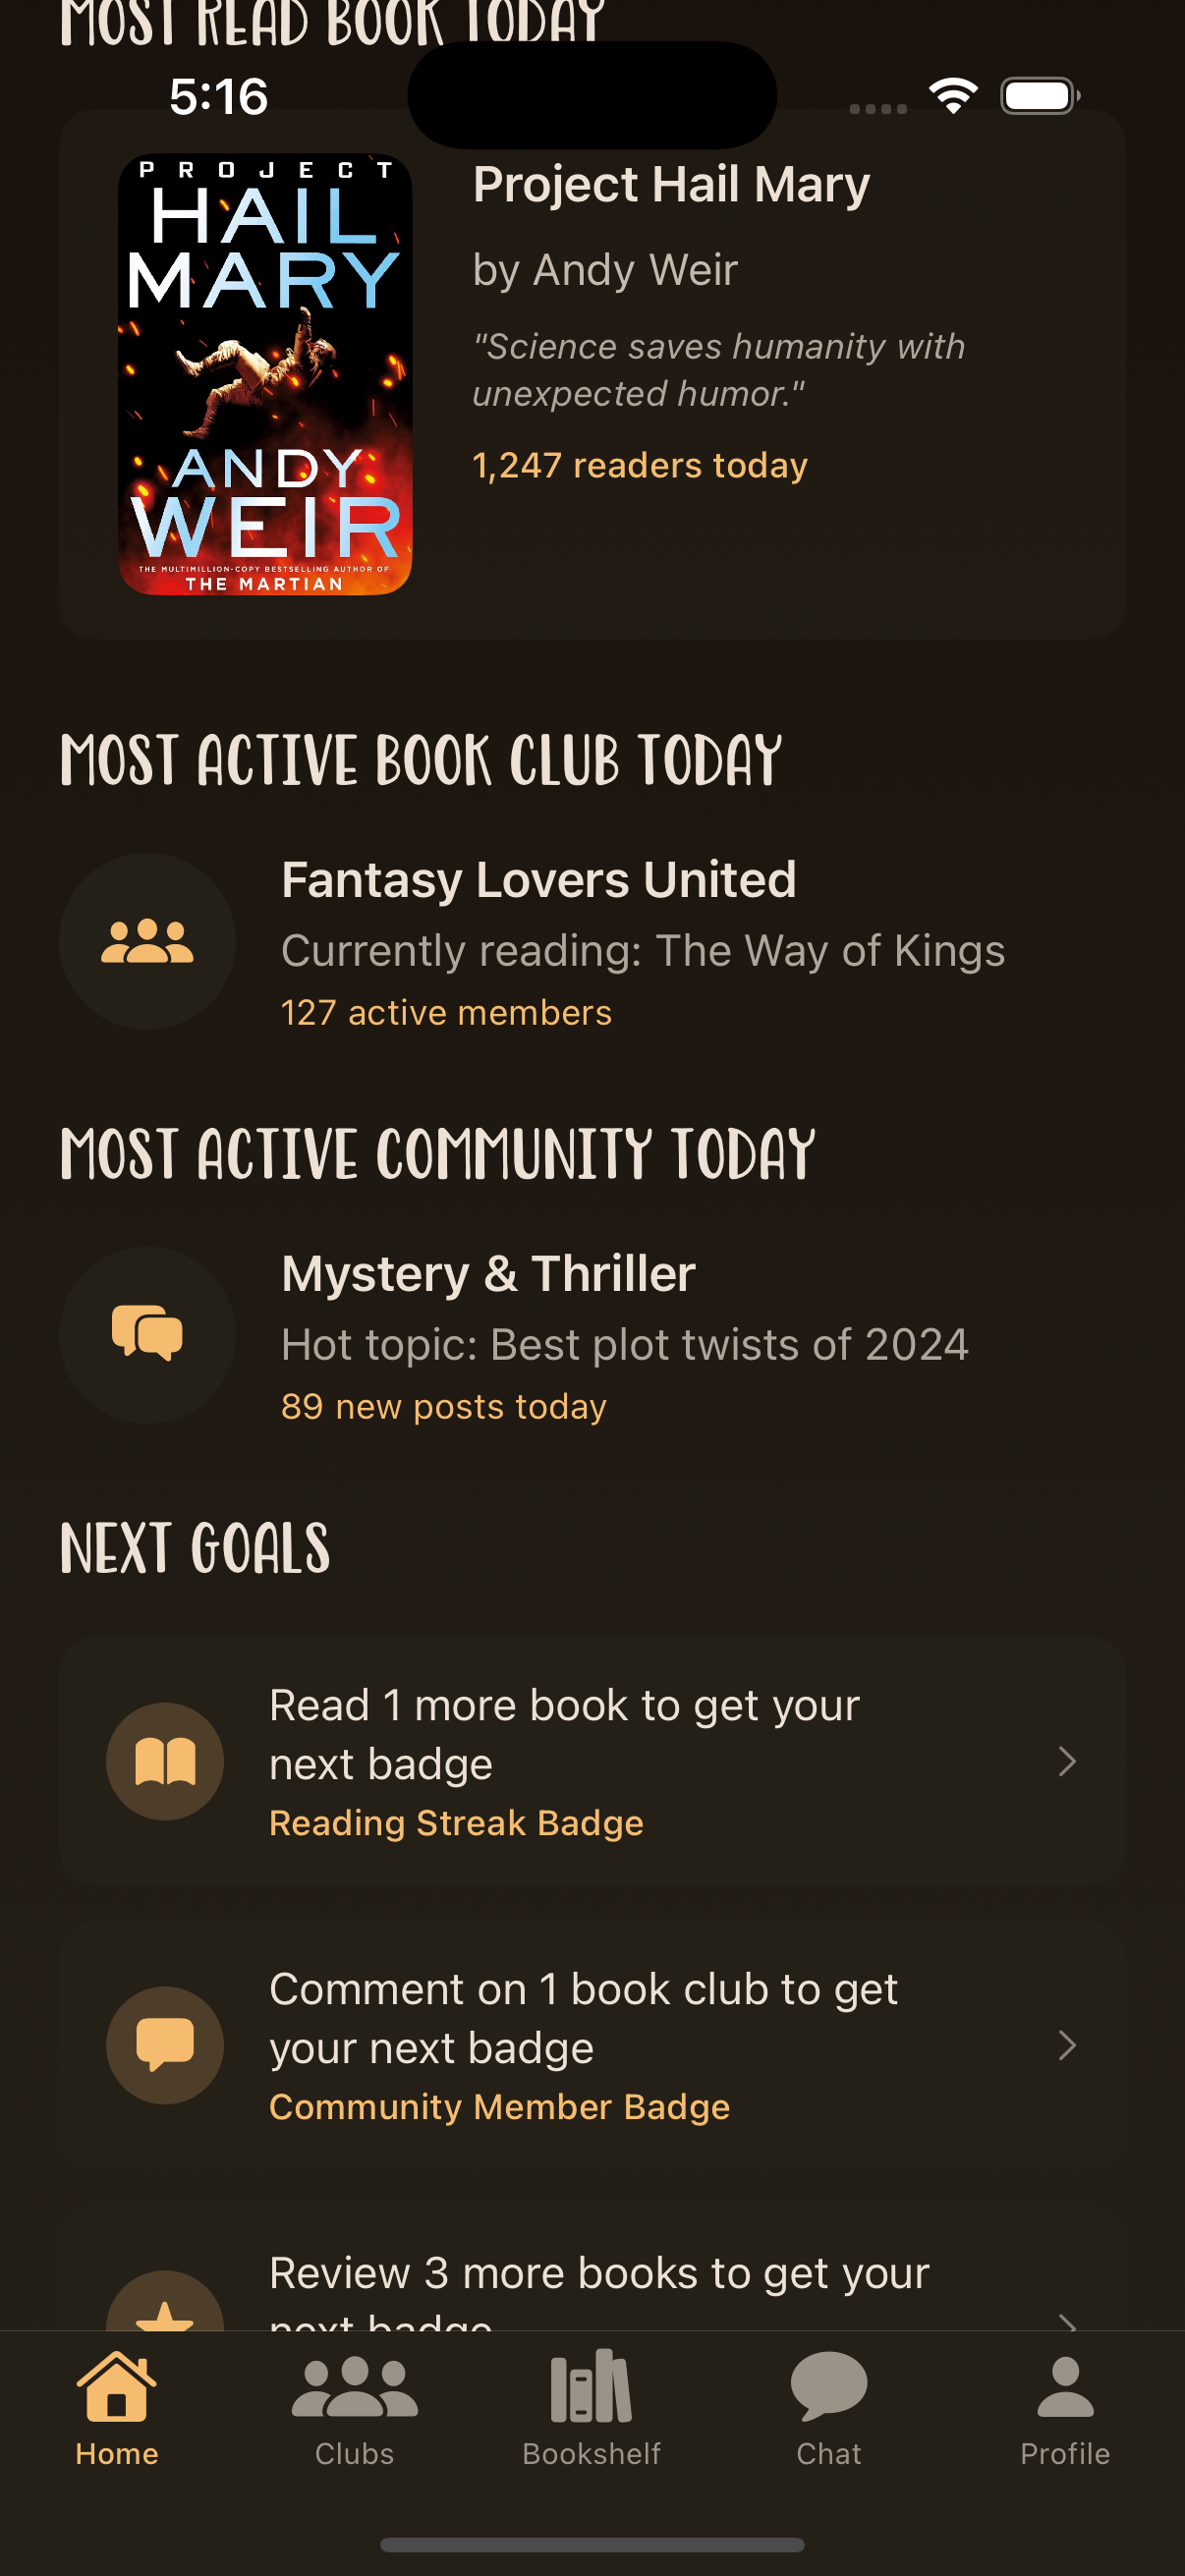 MOST READ BOOK TODAY
5:16
PROJECT
HAIL
MARY
ANDY
WEIR
THE MULTIMILLION-COPY BESTSELLING AUTHOR OF
THE MARTIAN
Project Hail Mary
by Andy Weir
"Science saves humanity with
unexpected humor."
1,247 readers today
MOST ACTIVE BOOK CLUB TODAY
Fantasy Lovers United
Currently reading: The Way of Kings
127 active members
MOST ACTIVE COMMUNITY TODAY
Mystery & Thriller
Hot topic: Best plot twists of 2024
89 new posts today
NEXT GOALS
Read 1 more book to get your
next badge
Reading Streak Badge
Comment on 1 book club to get
your next badge
Community Member Badge
Review 3 more books to get your
next badge
Home
Clubs
Bookshelf
Chat
Profile